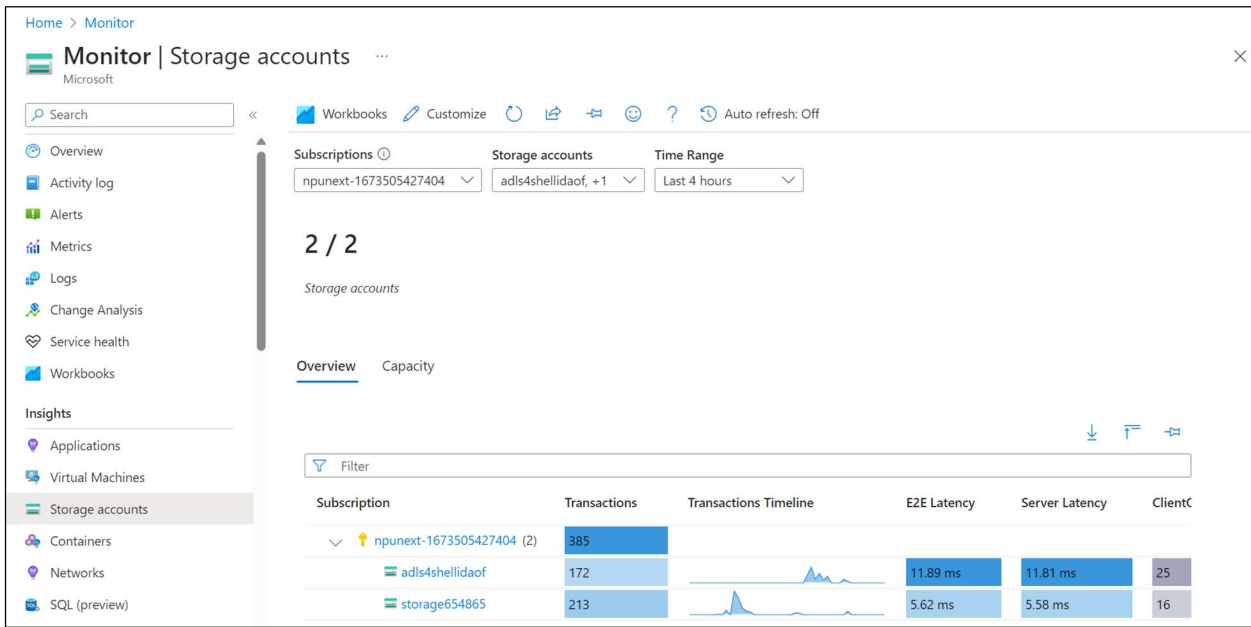 Home > Monitor
Monitor | Storage accounts ...
Microsoft
Search
«
Overview
Activity log
Alerts
Metrics
Logs
Change Analysis
Service health
Workbooks
Insights
Applications
Virtual Machines
Storage accounts
Containers
Networks
SQL (preview)
Workbooks Customize Auto refresh: Off
Subscriptions Storage accounts Time Range
npunext-1673505427404 adls4shellidaof, +1 Last 4 hours
2 / 2
Storage accounts
Overview Capacity
Filter
Subscription Transactions Transactions Timeline E2E Latency Server Latency ClientC
npunext-1673505427404 (2) 385
adls4shellidaof 172 11.89 ms 11.81 ms 25
storage654865 213 5.62 ms 5.58 ms 16